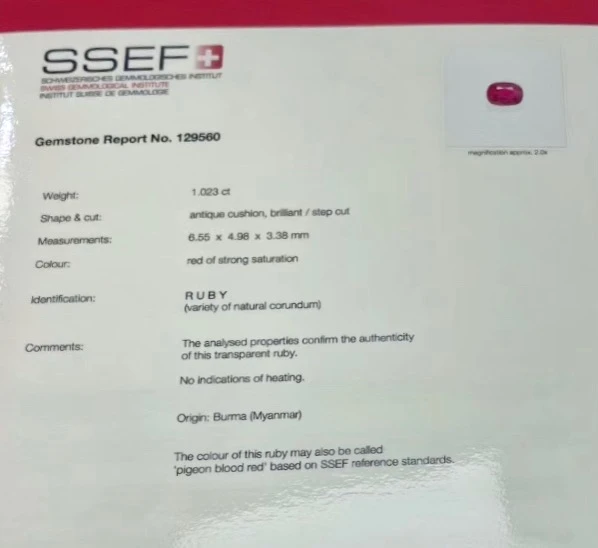 SSEF
SCHWEIZERISCHES GEMMOLOGISCHES INSTITUT
SWISS GEMMOLOGICAL INSTITUTE
INSTITUT SUISSE DE GEMMOLOGIE
magnification approx. 2.0x
Gemstone Report No. 129560
Weight: 1.023 ct
Shape & cut: antique cushion, brilliant / step cut
Measurements: 6.55 x 4.98 x 3.38 mm
Colour: red of strong saturation
Identification: RUBY
(variety of natural corundum)
Comments: The analysed properties confirm the authenticity
of this transparent ruby.
No indications of heating.
Origin: Burma (Myanmar)
The colour of this ruby may also be called
'pigeon blood red' based on SSEF reference standards.